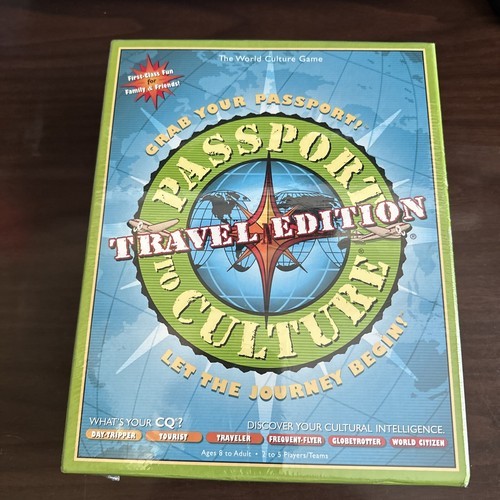 The World Culture Game
First-Class Fun
for
Family & Friends!
GRAB YOUR PASSPORT!
PASSPORT
TRAVEL EDITION
®
TO
CULTURE
LET THE JOURNEY BEGIN!
WHAT'S YOUR CQ™?
DISCOVER YOUR CULTURAL INTELLIGENCE.
DAY-TRIPPER TOURIST TRAVELER FREQUENT-FLYER GLOBETROTTER WORLD CITIZEN
Ages 8 to Adult • 2 to 5 Players/Teams